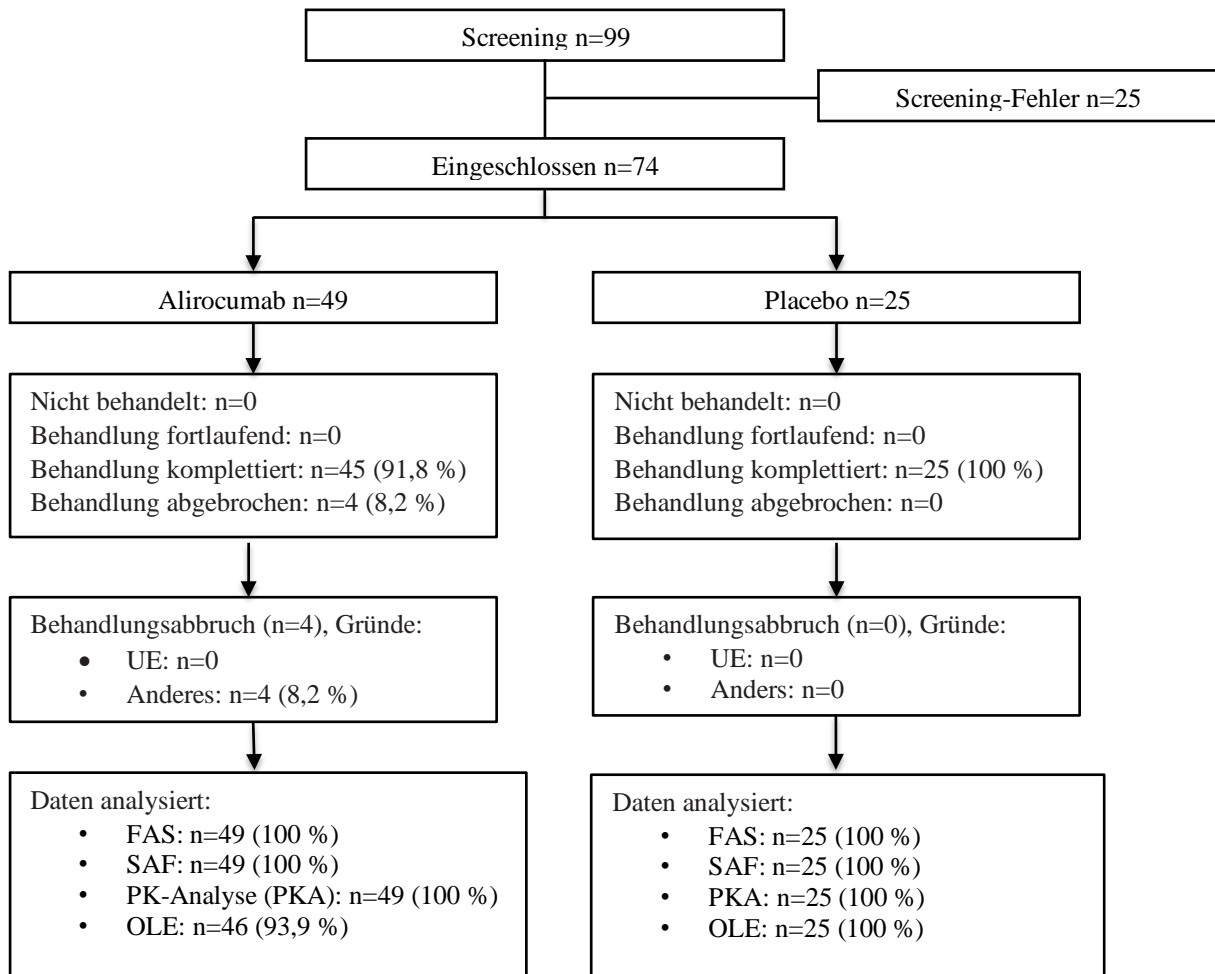 Screening n=99
Screening-Fehler n=25
Eingeschlossen n=74
Alirocumab n=49
Placebo n=25
Nicht behandelt: n=0
Behandlung fortlaufend: n=0
Behandlung komplettiert: n=45 (91,8 %)
Behandlung abgebrochen: n=4 (8,2 %)
Nicht behandelt: n=0
Behandlung fortlaufend: n=0
Behandlung komplettiert: n=25 (100 %)
Behandlung abgebrochen: n=0
Behandlungsabbruch (n=4), Gründe:
• UE: n=0
• Anderes: n=4 (8,2 %)
Behandlungsabbruch (n=0), Gründe:
• UE: n=0
• Anders: n=0
Daten analysiert:
• FAS: n=49 (100 %)
• SAF: n=49 (100 %)
• PK-Analyse (PKA): n=49 (100 %)
• OLE: n=46 (93,9 %)
Daten analysiert:
• FAS: n=25 (100 %)
• SAF: n=25 (100 %)
• PKA: n=25 (100 %)
• OLE: n=25 (100 %)